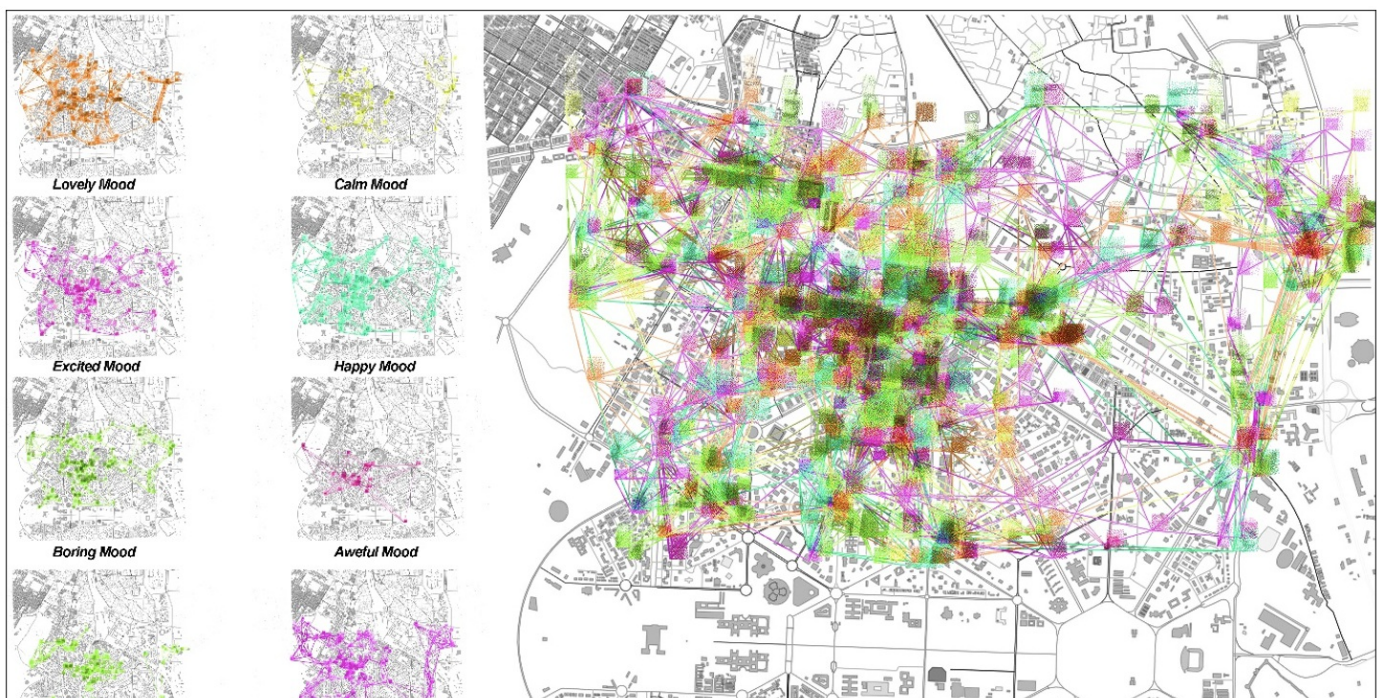 Lovely Mood
Calm Mood
Excited Mood
Happy Mood
Boring Mood
Aweful Mood